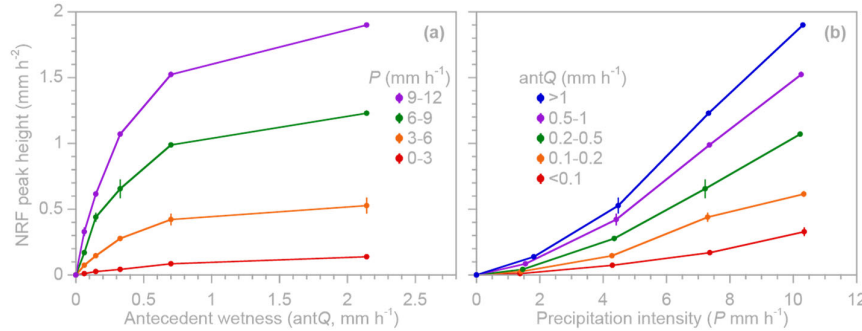 2
1.5
1
0.5
0
NRF peak height (mm h⁻²)
(a)
P (mm h⁻¹)
9-12
6-9
3-6
0-3
0 0.5 1 1.5 2 2.5
Antecedent wetness (antQ, mm h⁻¹)
(b)
antQ (mm h⁻¹)
>1
0.5-1
0.2-0.5
0.1-0.2
<0.1
0 2 4 6 8 10 12
Precipitation intensity (P mm h⁻¹)